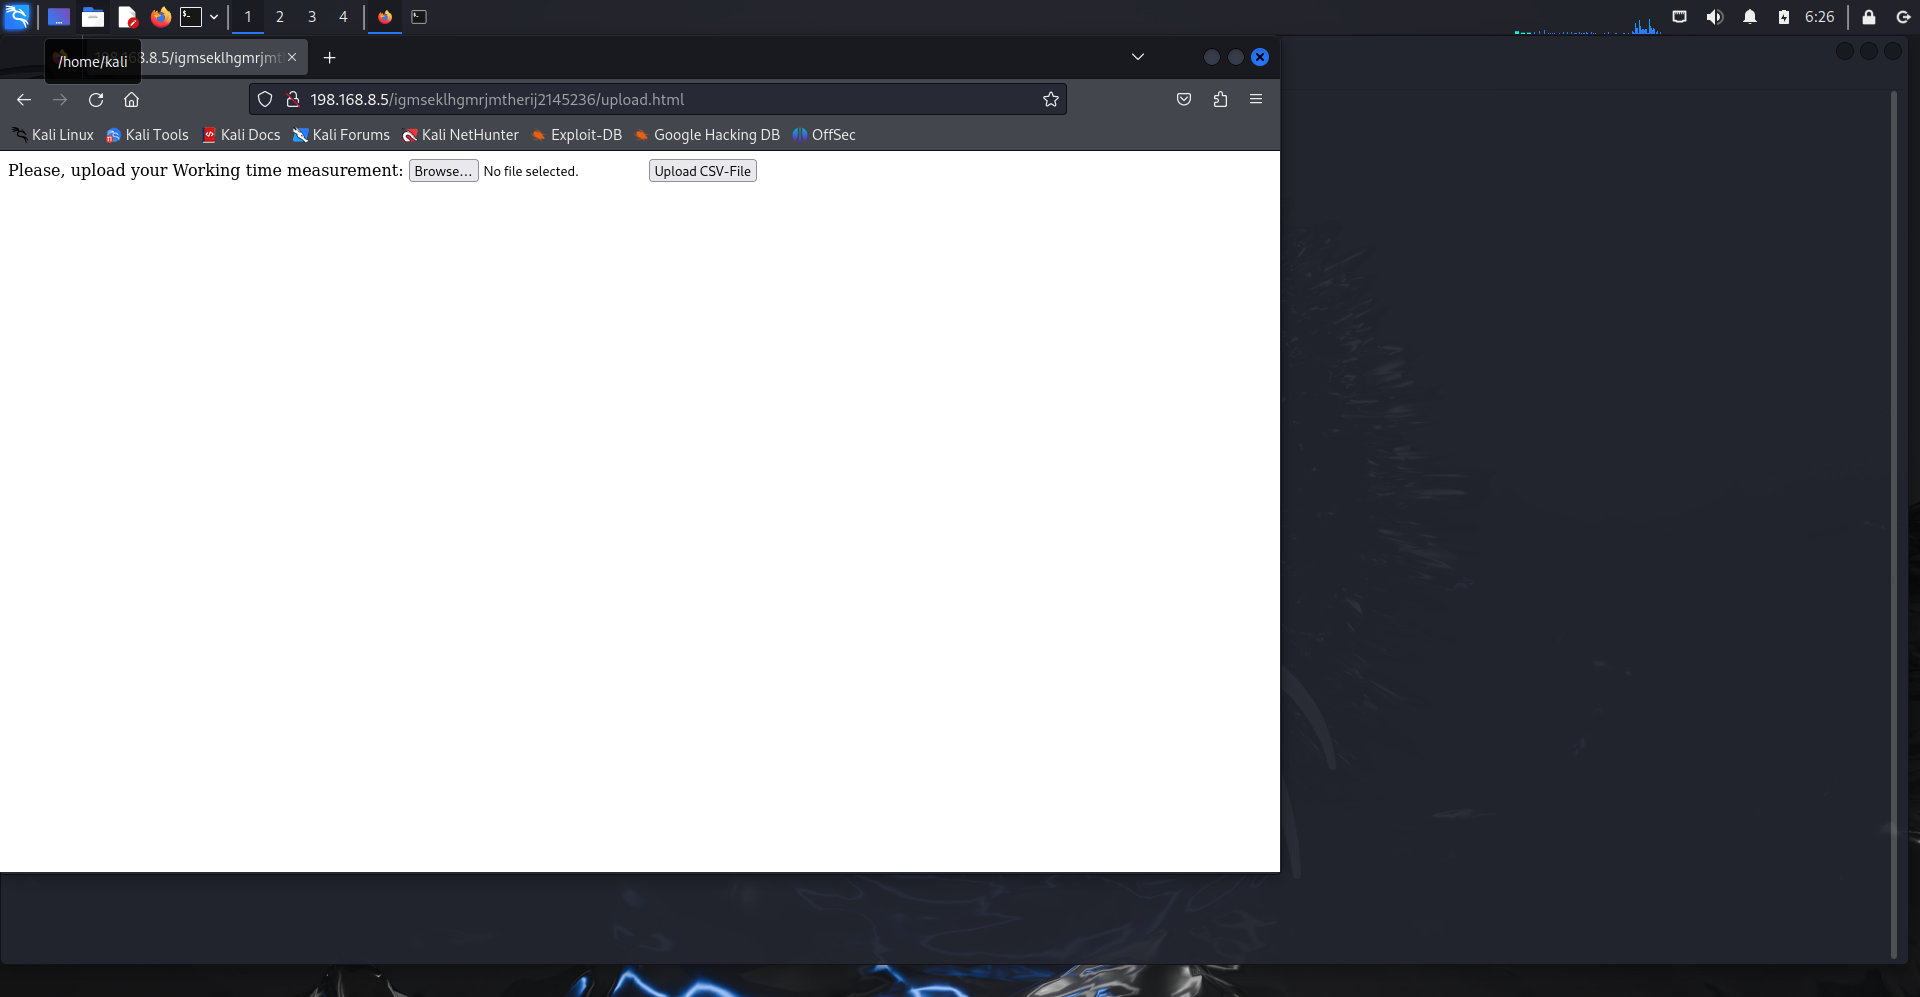 1 2 3 4 6:26
/home/kali
8.5/igmseklhgmrjmt
198.168.8.5/igmseklhgmrjmtherij2145236/upload.html
Kali Linux Kali Tools Kali Docs Kali Forums Kali NetHunter Exploit-DB Google Hacking DB OffSec
Please, upload your Working time measurement: Browse... No file selected. Upload CSV-File